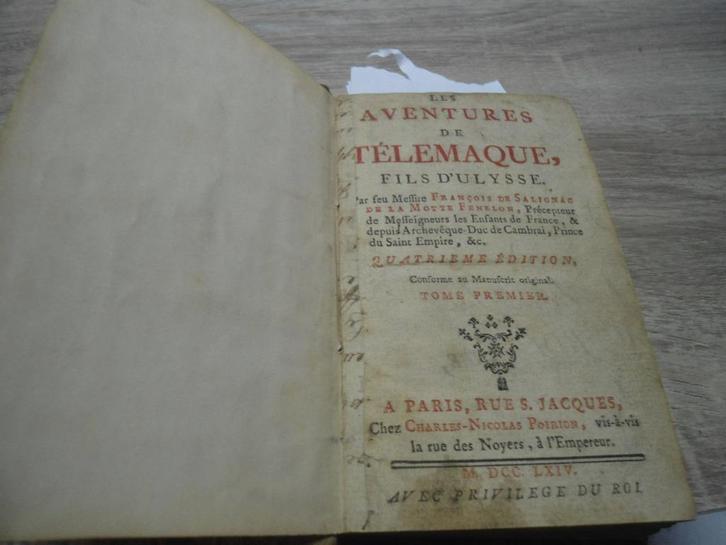 LES
AVENTURES
DE
TÉLEMAQUE,
FILS D'ULYSSE.
Par feu Messire FRANÇOIS DE SALIGNAC
DE LA MOTTE FENELON, Précepteur
de Messeigneurs les Enfans de France, &
depuis Archevêque-Duc de Cambrai, Prince
du Saint Empire, &c.
QUATRIEME ÉDITION,
Conforme au Manuscrit original.
TOME PREMIER.
A PARIS, RUE S. JACQUES,
Chez CHARLES-NICOLAS POIRION, vis-à-vis
la rue des Noyers, à l'Empereur.
M. DCC. LXIV.
AVEC PRIVILEGE DU ROI.